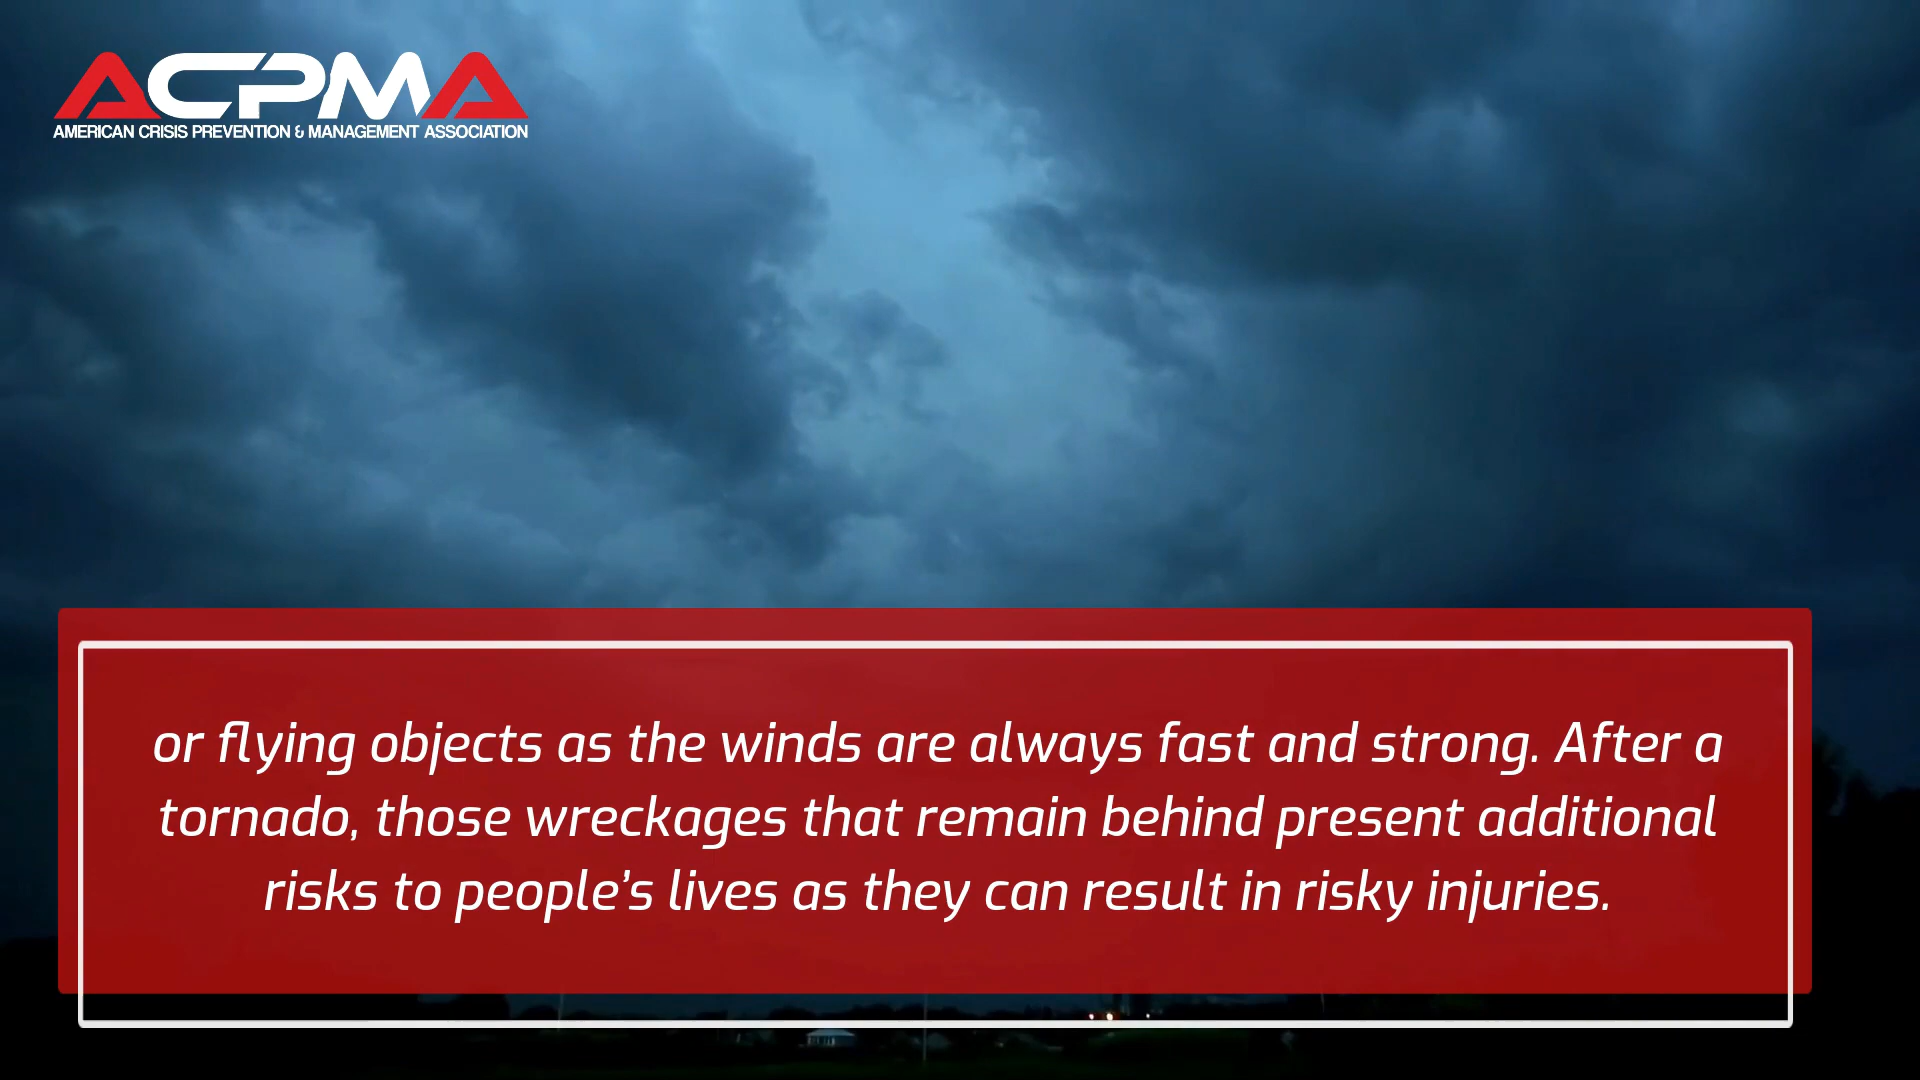 ACPMA
AMERICAN CRISIS PREVENTION & MANAGEMENT ASSOCIATION
or flying objects as the winds are always fast and strong. After a
tornado, those wreckages that remain behind present additional
risks to people’s lives as they can result in risky injuries.